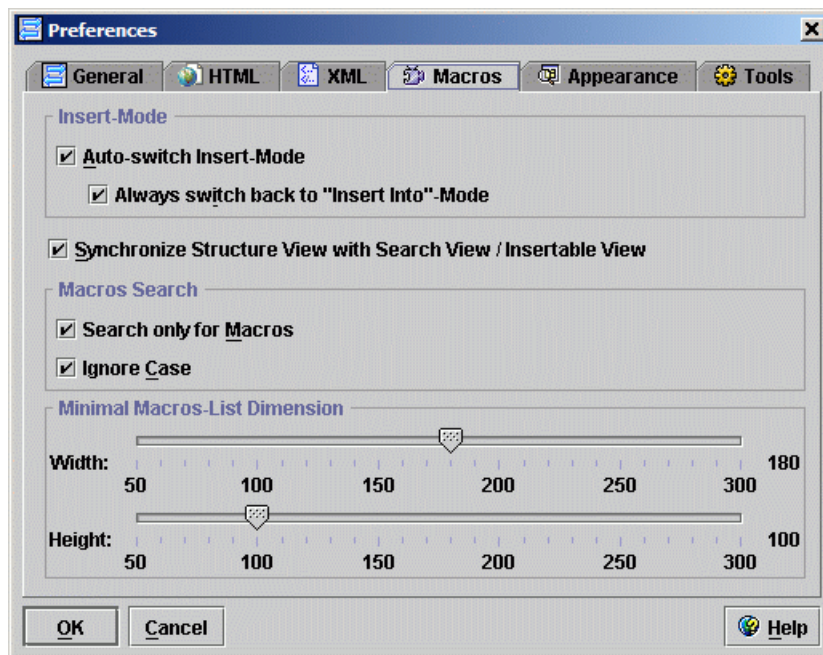 Preferences
General HTML XML Macros Appearance Tools
Insert-Mode
Auto-switch Insert-Mode
Always switch back to "Insert Into"-Mode
Synchronize Structure View with Search View / Insertable View
Macros Search
Search only for Macros
Ignore Case
Minimal Macros-List Dimension
Width: 180
50 100 150 200 250 300
Height: 100
50 100 150 200 250 300
OK Cancel Help